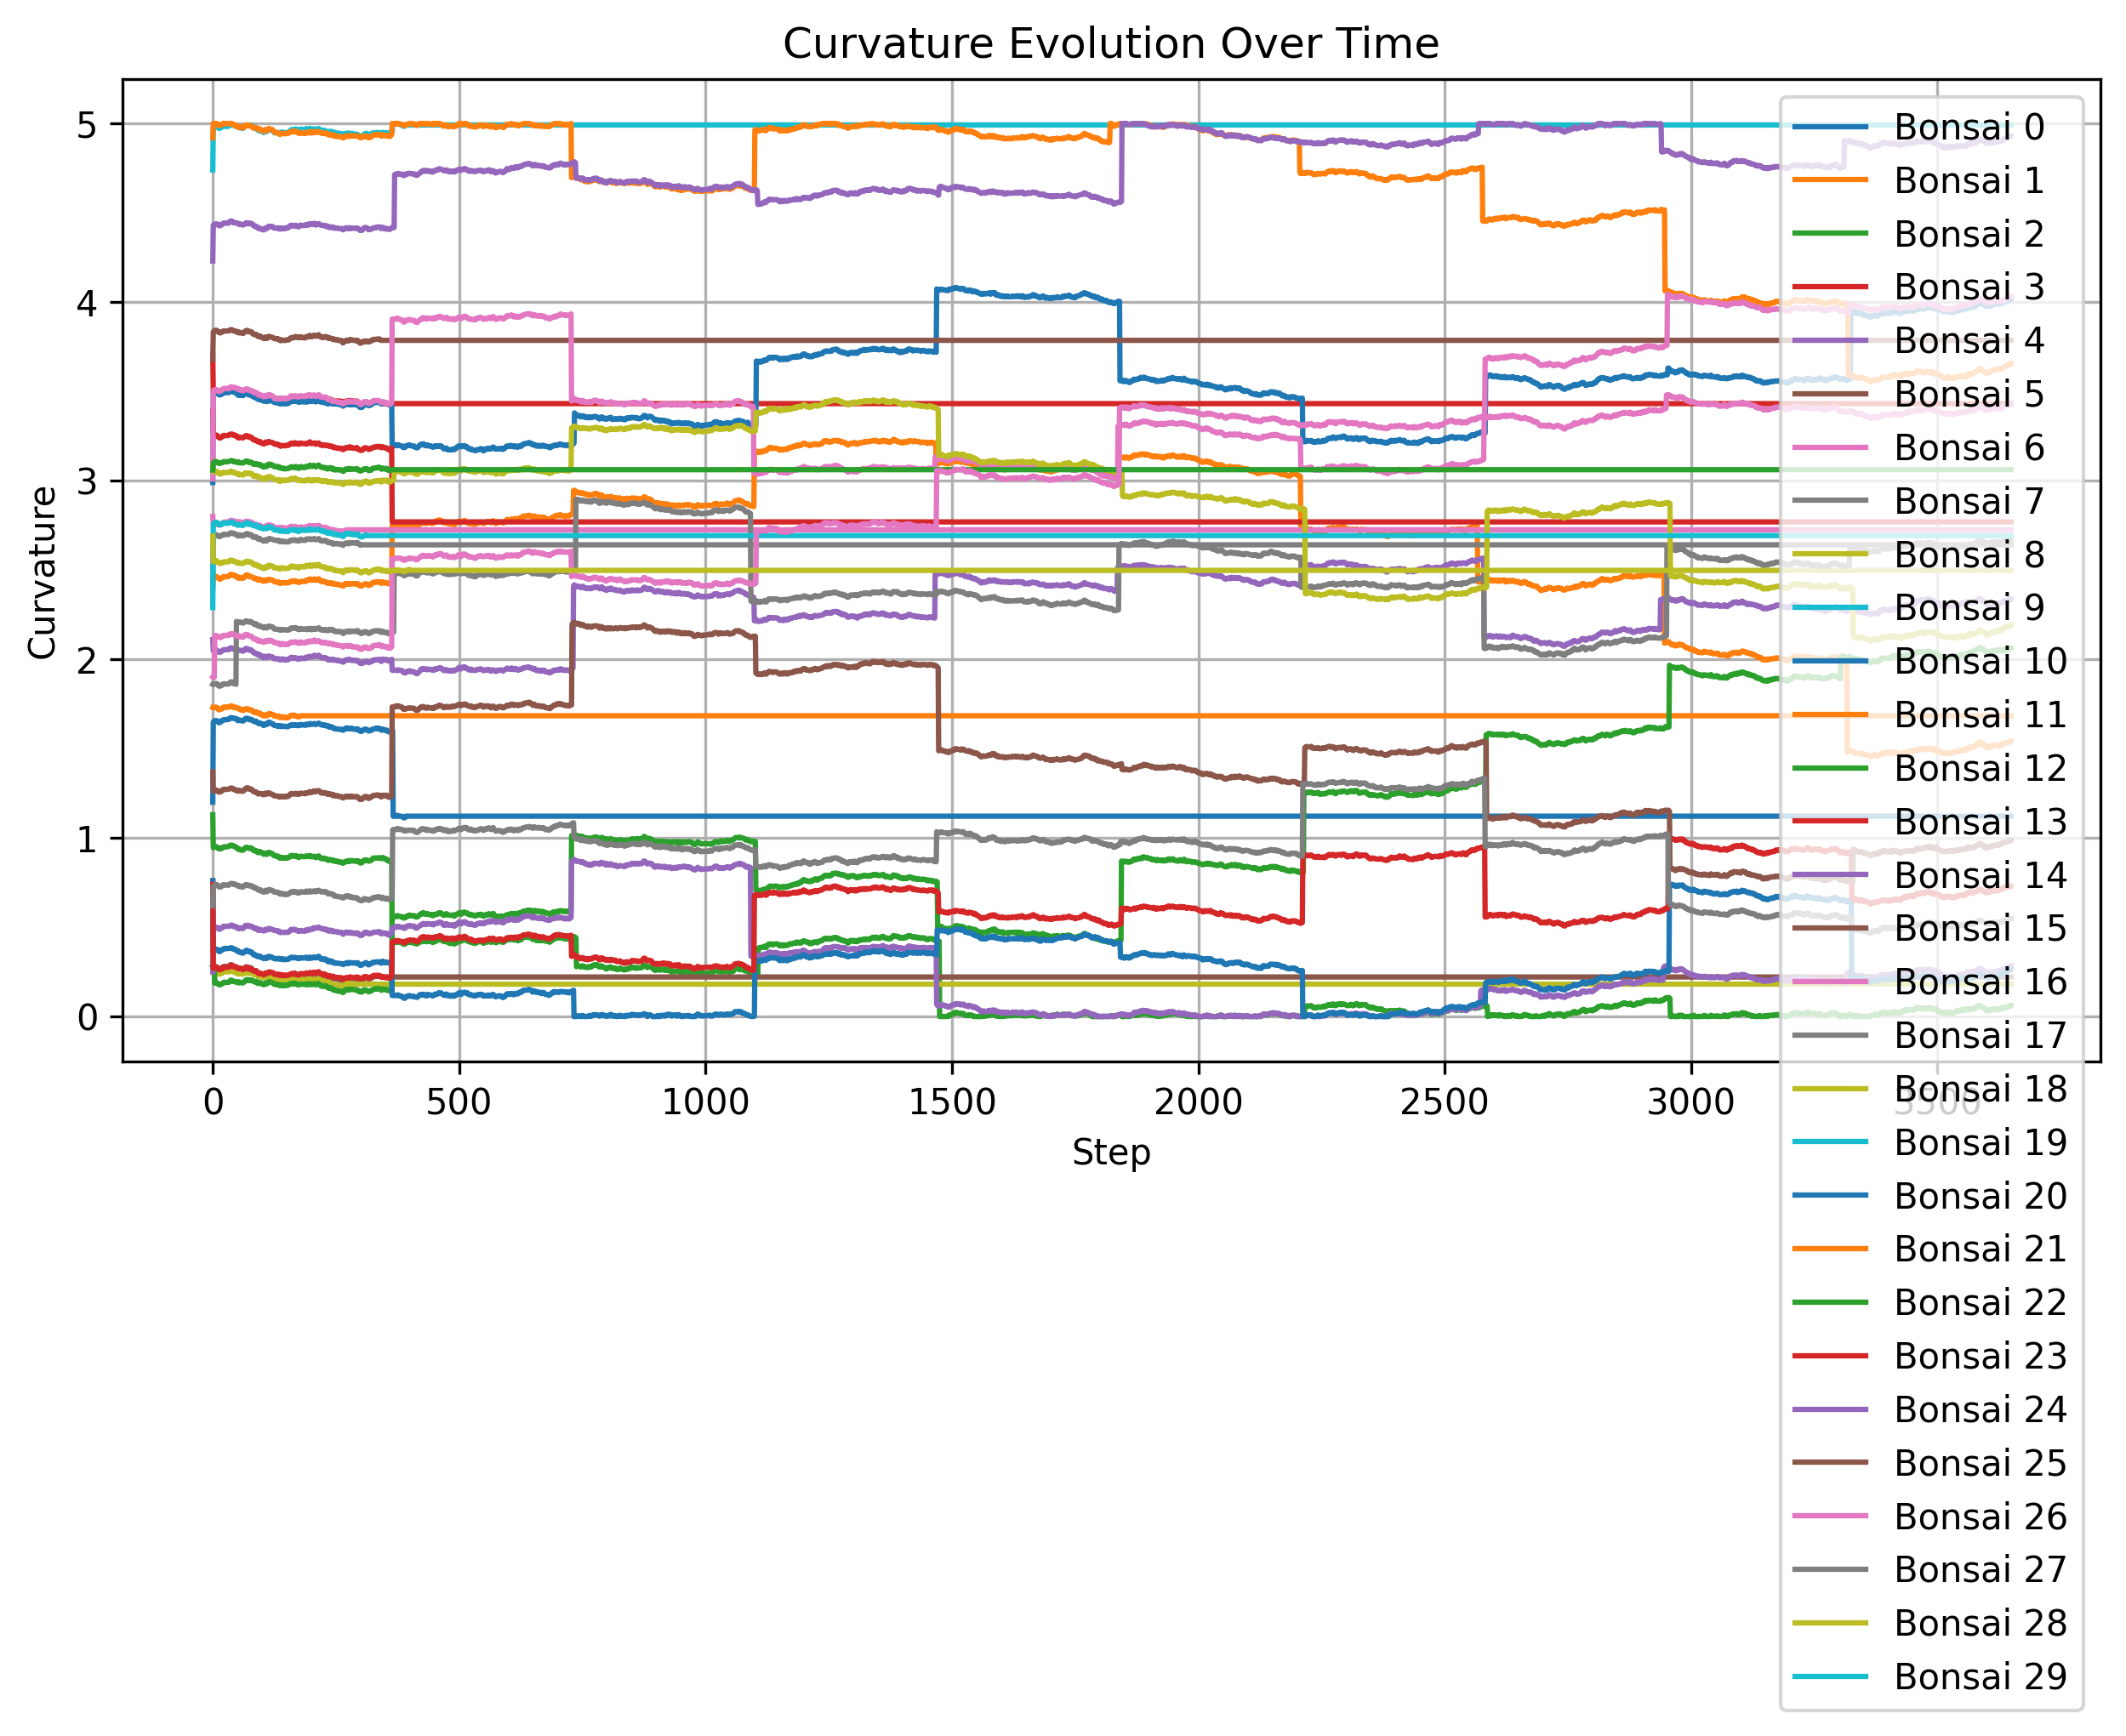 Curvature Evolution Over Time
5
4
3
2
1
0
Curvature
0
500
1000
1500
2000
2500
3000
3500
Step
Bonsai 0
Bonsai 1
Bonsai 2
Bonsai 3
Bonsai 4
Bonsai 5
Bonsai 6
Bonsai 7
Bonsai 8
Bonsai 9
Bonsai 10
Bonsai 11
Bonsai 12
Bonsai 13
Bonsai 14
Bonsai 15
Bonsai 16
Bonsai 17
Bonsai 18
Bonsai 19
Bonsai 20
Bonsai 21
Bonsai 22
Bonsai 23
Bonsai 24
Bonsai 25
Bonsai 26
Bonsai 27
Bonsai 28
Bonsai 29